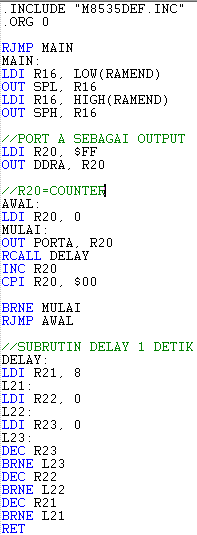 .INCLUDE "M8535DEF.INC"
.ORG 0
RJMP MAIN
MAIN:
LDI R16, LOW(RAMEND)
OUT SPL, R16
LDI R16, HIGH(RAMEND)
OUT SPH, R16
//PORT A SEBAGAI OUTPUT
LDI R20, $FF
OUT DDRA, R20
//R20=COUNTER
AWAL:
LDI R20, 0
MULAI:
OUT PORTA, R20
RCALL DELAY
INC R20
CPI R20, $00
BRNE MULAI
RJMP AWAL
//SUBRUTIN DELAY 1 DETIK
DELAY:
LDI R21, 8
L21:
LDI R22, 0
L22:
LDI R23, 0
L23:
DEC R23
BRNE L23
DEC R22
BRNE L22
DEC R21
BRNE L21
RET